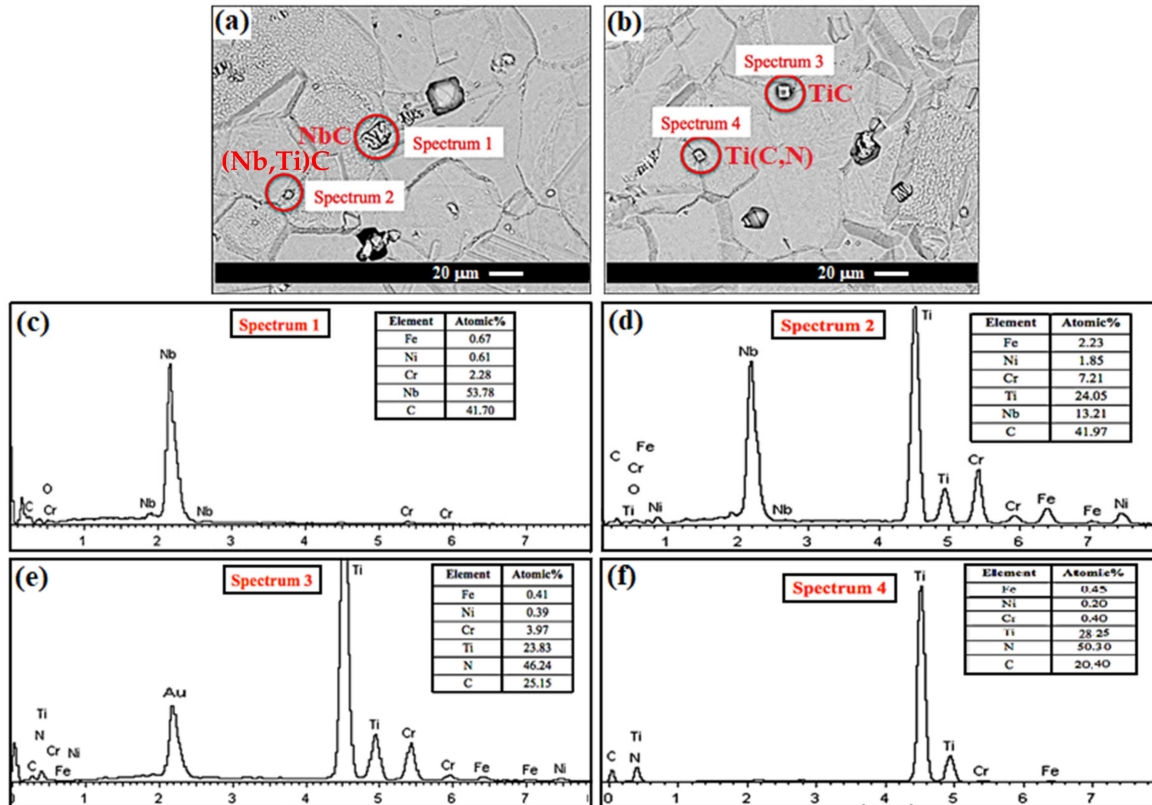 (a)
NbC
Spectrum 1
(Nb,Ti)C
Spectrum 2
20 µm
(b)
Spectrum 3
TiC
Spectrum 4
Ti(C,N)
20 µm
(c)
Spectrum 1
Element Atomic%
Fe 0.67
Ni 0.61
Cr 2.28
Nb 53.78
C 41.70
Nb
O
C Cr Nb Nb Cr Cr
1 2 3 4 5 6 7
(d)
Spectrum 2
Ti
Element Atomic%
Fe 2.23
Ni 1.85
Cr 7.21
Ti 24.05
Nb 13.21
C 41.97
Nb
Fe
C Cr
O
Ti Ni Nb Ti Cr Cr Fe Fe Ni
0 1 2 3 4 5 6 7
(e)
Spectrum 3
Ti
Element Atomic%
Fe 0.41
Ni 0.39
Cr 3.97
Ti 23.83
N 46.24
C 25.15
Au
Ti
N
Cr Ni
C Fe Ti Cr Cr Fe Fe Ni
0 1 2 3 4 5 6 7
(f)
Spectrum 4
Ti
Element Atomic%
Fe 0.45
Ni 0.20
Cr 0.40
Ti 28.25
N 50.30
C 20.40
Ti
C N Ti Cr Fe
0 1 2 3 4 5 6 7